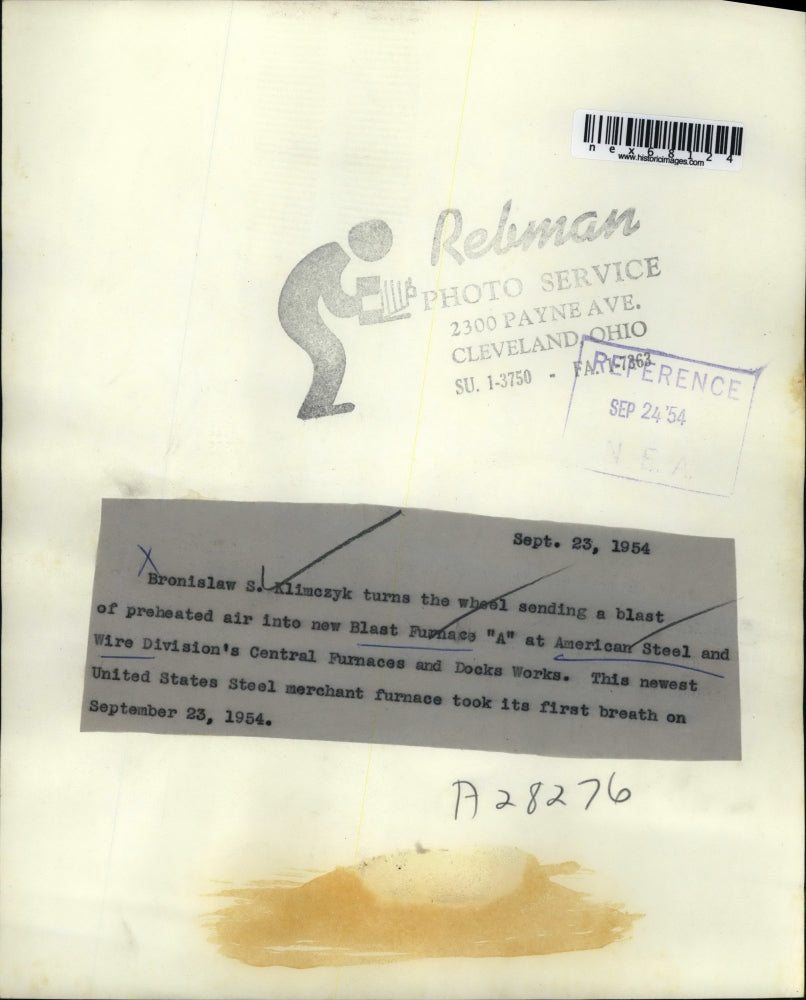 nex68124
www.historicimages.com
Rebman
PHOTO SERVICE
2300 PAYNE AVE.
CLEVELAND, OHIO
SU. 1-3750 - FA. 1-7363
REFERENCE
SEP 24 '54
N E A
Sept. 23, 1954
X
Bronislaw S. Klimczyk turns the wheel sending a blast
of preheated air into new Blast Furnace "A" at American Steel and
Wire Division's Central Furnaces and Docks Works. This newest
United States Steel merchant furnace took its first breath on
September 23, 1954.
A28276